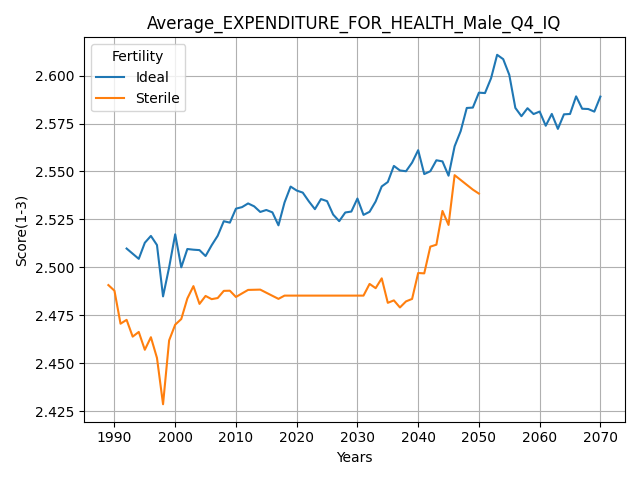 Average_EXPENDITURE_FOR_HEALTH_Male_Q4_IQ
Fertility
Ideal
Sterile
Score(1-3)
2.600
2.575
2.550
2.525
2.500
2.475
2.450
2.425
1990 2000 2010 2020 2030 2040 2050 2060 2070
Years